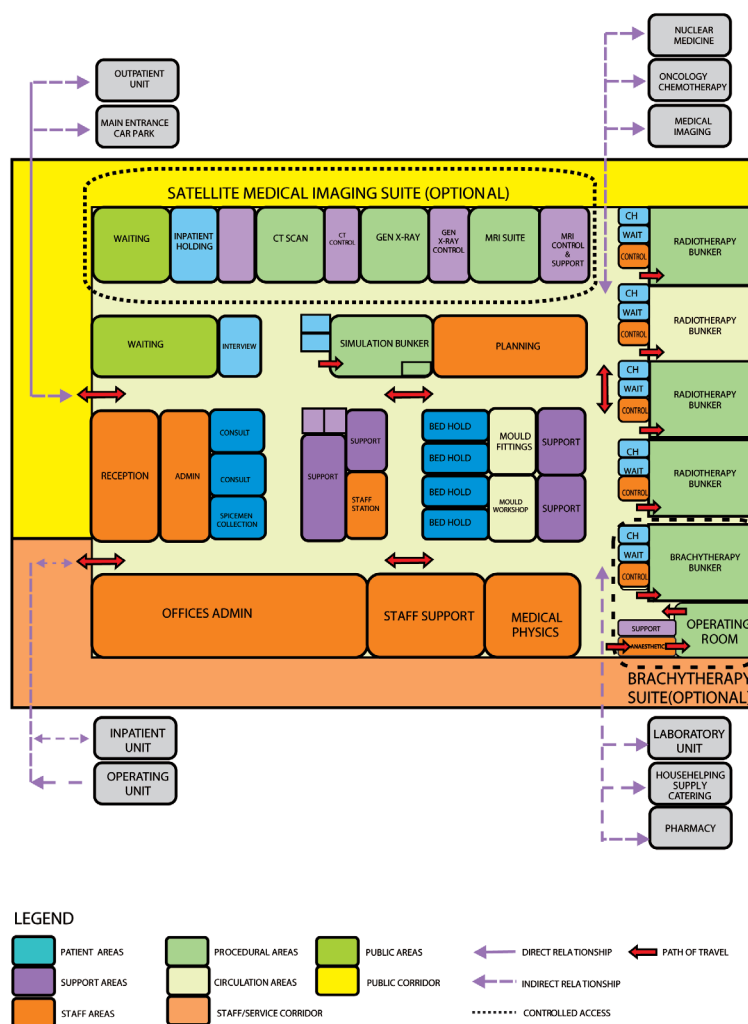 NUCLEAR
MEDICINE
OUTPATIENT
UNIT
ONCOLOGY
CHEMOTHERAPY
MAIN ENTRANCE
CAR PARK
MEDICAL
IMAGING
SATELLITE MEDICAL IMAGING SUITE (OPTIONAL)
WAITING
INPATIENT
HOLDING
CT SCAN
CT
CONTROL
GEN X-RAY
GEN
X-RAY
CONTROL
MRI SUITE
MRI
CONTROL
&
SUPPORT
CH
WAIT
CONTROL
RADIOTHERAPY
BUNKER
CH
WAIT
CONTROL
RADIOTHERAPY
BUNKER
WAITING
INTERVIEW
SIMULATION BUNKER
PLANNING
CH
WAIT
CONTROL
RADIOTHERAPY
BUNKER
RECEPTION
ADMIN
CONSULT
CONSULT
SPICEMEN
COLLECTION
SUPPORT
SUPPORT
STAFF
STATION
BED HOLD
BED HOLD
BED HOLD
BED HOLD
MOULD
FITTINGS
MOULD
WORKSHOP
SUPPORT
SUPPORT
CH
WAIT
CONTROL
RADIOTHERAPY
BUNKER
CH
WAIT
CONTROL
BRACHYTHERAPY
BUNKER
OFFICES ADMIN
STAFF SUPPORT
MEDICAL
PHYSICS
SUPPORT
ANAESTHETIC
OPERATING
ROOM
BRACHYTHERAPY
SUITE(OPTIONAL)
INPATIENT
UNIT
OPERATING
UNIT
LABORATORY
UNIT
HOUSEHELPING
SUPPLY
CATERING
PHARMACY
LEGEND
PATIENT AREAS
PROCEDURAL AREAS
PUBLIC AREAS
DIRECT RELATIONSHIP
PATH OF TRAVEL
SUPPORT AREAS
CIRCULATION AREAS
PUBLIC CORRIDOR
INDIRECT RELATIONSHIP
STAFF AREAS
STAFF/SERVICE CORRIDOR
CONTROLLED ACCESS